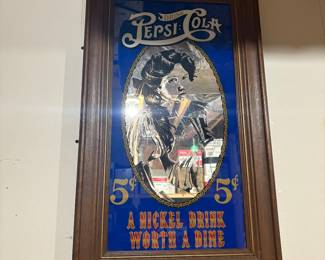 PEPSI:COLA
5¢ 5¢
A NICKEL DRINK
WORTH A DIME